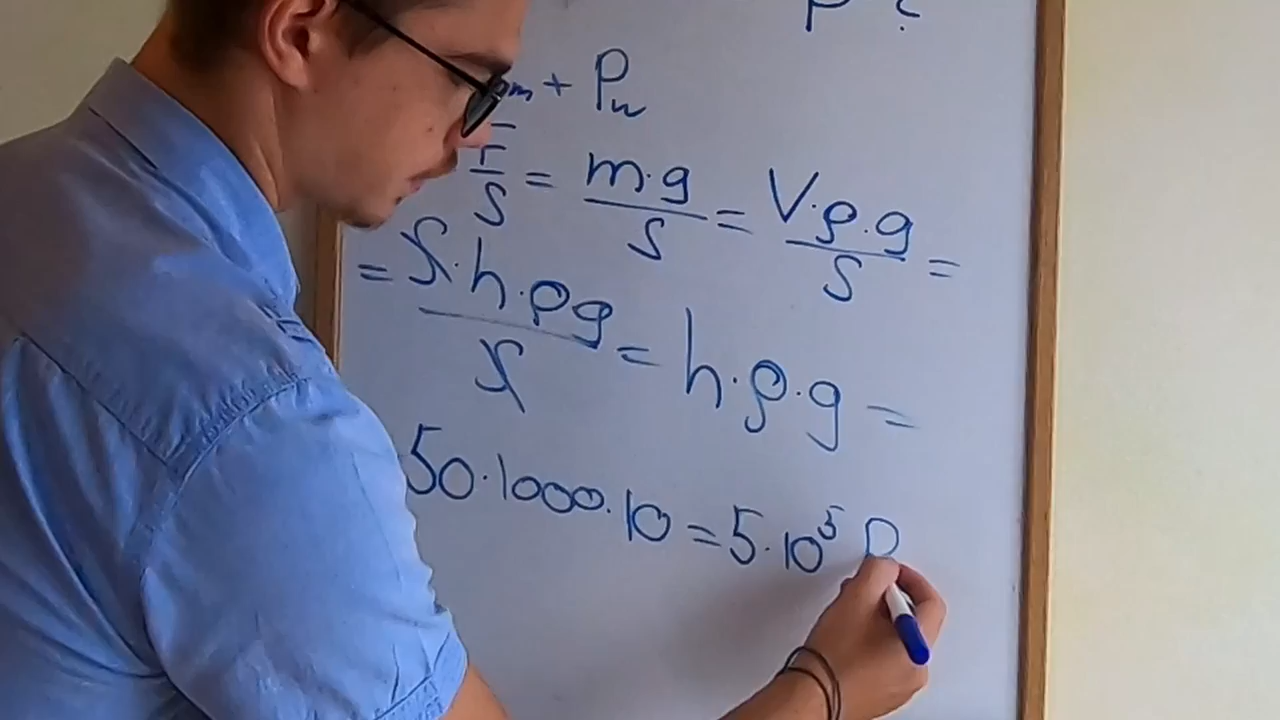 p ?
m + Pw
F/S = m·g/S = V·ρ·g/S =
= S·h·ρg/S = h·ρ·g =
50·1000·10 = 5·10⁵ P